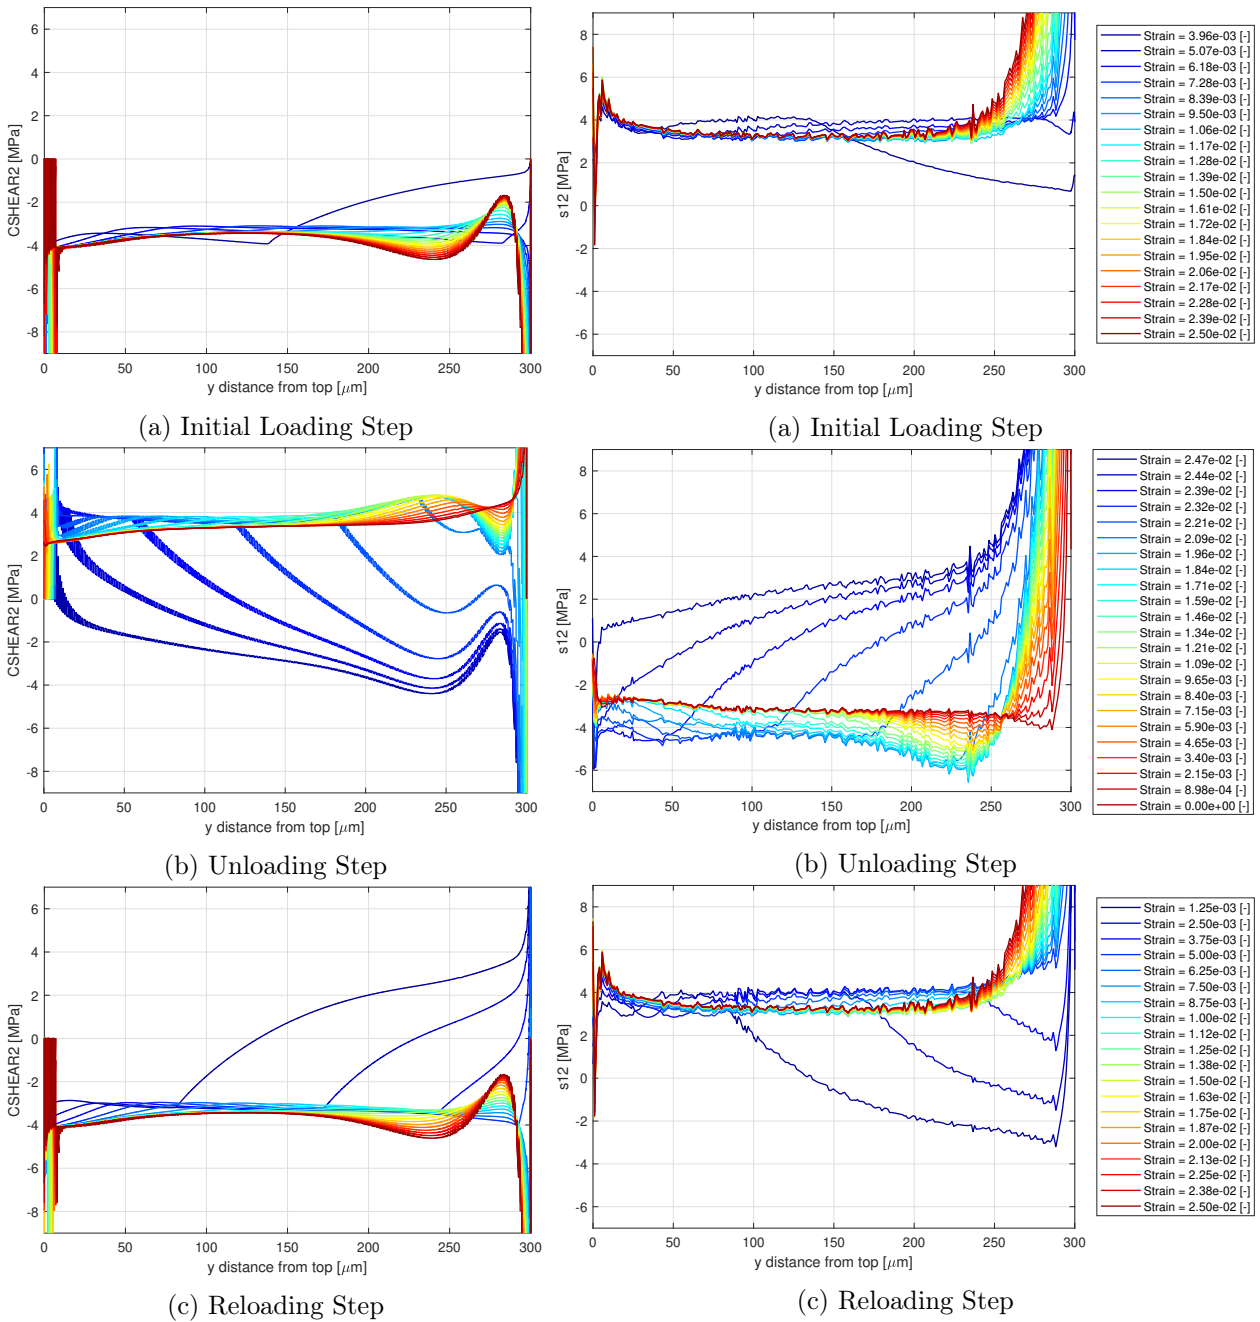 6
4
2
0
-2
-4
-6
-8
CSHEAR2 [MPa]
0 50 100 150 200 250 300
y distance from top [μm]
(a) Initial Loading Step
8
6
4
2
0
-2
-4
-6
s12 [MPa]
0 50 100 150 200 250 300
y distance from top [μm]
(a) Initial Loading Step
Strain = 3.96e-03 [-]
Strain = 5.07e-03 [-]
Strain = 6.18e-03 [-]
Strain = 7.28e-03 [-]
Strain = 8.39e-03 [-]
Strain = 9.50e-03 [-]
Strain = 1.06e-02 [-]
Strain = 1.17e-02 [-]
Strain = 1.28e-02 [-]
Strain = 1.39e-02 [-]
Strain = 1.50e-02 [-]
Strain = 1.61e-02 [-]
Strain = 1.72e-02 [-]
Strain = 1.84e-02 [-]
Strain = 1.95e-02 [-]
Strain = 2.06e-02 [-]
Strain = 2.17e-02 [-]
Strain = 2.28e-02 [-]
Strain = 2.39e-02 [-]
Strain = 2.50e-02 [-]
6
4
2
0
-2
-4
-6
-8
CSHEAR2 [MPa]
0 50 100 150 200 250 300
y distance from top [μm]
(b) Unloading Step
8
6
4
2
0
-2
-4
-6
s12 [MPa]
0 50 100 150 200 250 300
y distance from top [μm]
(b) Unloading Step
Strain = 2.47e-02 [-]
Strain = 2.44e-02 [-]
Strain = 2.39e-02 [-]
Strain = 2.32e-02 [-]
Strain = 2.21e-02 [-]
Strain = 2.09e-02 [-]
Strain = 1.96e-02 [-]
Strain = 1.84e-02 [-]
Strain = 1.71e-02 [-]
Strain = 1.59e-02 [-]
Strain = 1.46e-02 [-]
Strain = 1.34e-02 [-]
Strain = 1.21e-02 [-]
Strain = 1.09e-02 [-]
Strain = 9.65e-03 [-]
Strain = 8.40e-03 [-]
Strain = 7.15e-03 [-]
Strain = 5.90e-03 [-]
Strain = 4.65e-03 [-]
Strain = 3.40e-03 [-]
Strain = 2.15e-03 [-]
Strain = 8.98e-04 [-]
Strain = 0.00e+00 [-]
6
4
2
0
-2
-4
-6
-8
CSHEAR2 [MPa]
0 50 100 150 200 250 300
y distance from top [μm]
(c) Reloading Step
8
6
4
2
0
-2
-4
-6
s12 [MPa]
0 50 100 150 200 250 300
y distance from top [μm]
(c) Reloading Step
Strain = 1.25e-03 [-]
Strain = 2.50e-03 [-]
Strain = 3.75e-03 [-]
Strain = 5.00e-03 [-]
Strain = 6.25e-03 [-]
Strain = 7.50e-03 [-]
Strain = 8.75e-03 [-]
Strain = 1.00e-02 [-]
Strain = 1.12e-02 [-]
Strain = 1.25e-02 [-]
Strain = 1.38e-02 [-]
Strain = 1.50e-02 [-]
Strain = 1.63e-02 [-]
Strain = 1.75e-02 [-]
Strain = 1.87e-02 [-]
Strain = 2.00e-02 [-]
Strain = 2.13e-02 [-]
Strain = 2.25e-02 [-]
Strain = 2.38e-02 [-]
Strain = 2.50e-02 [-]